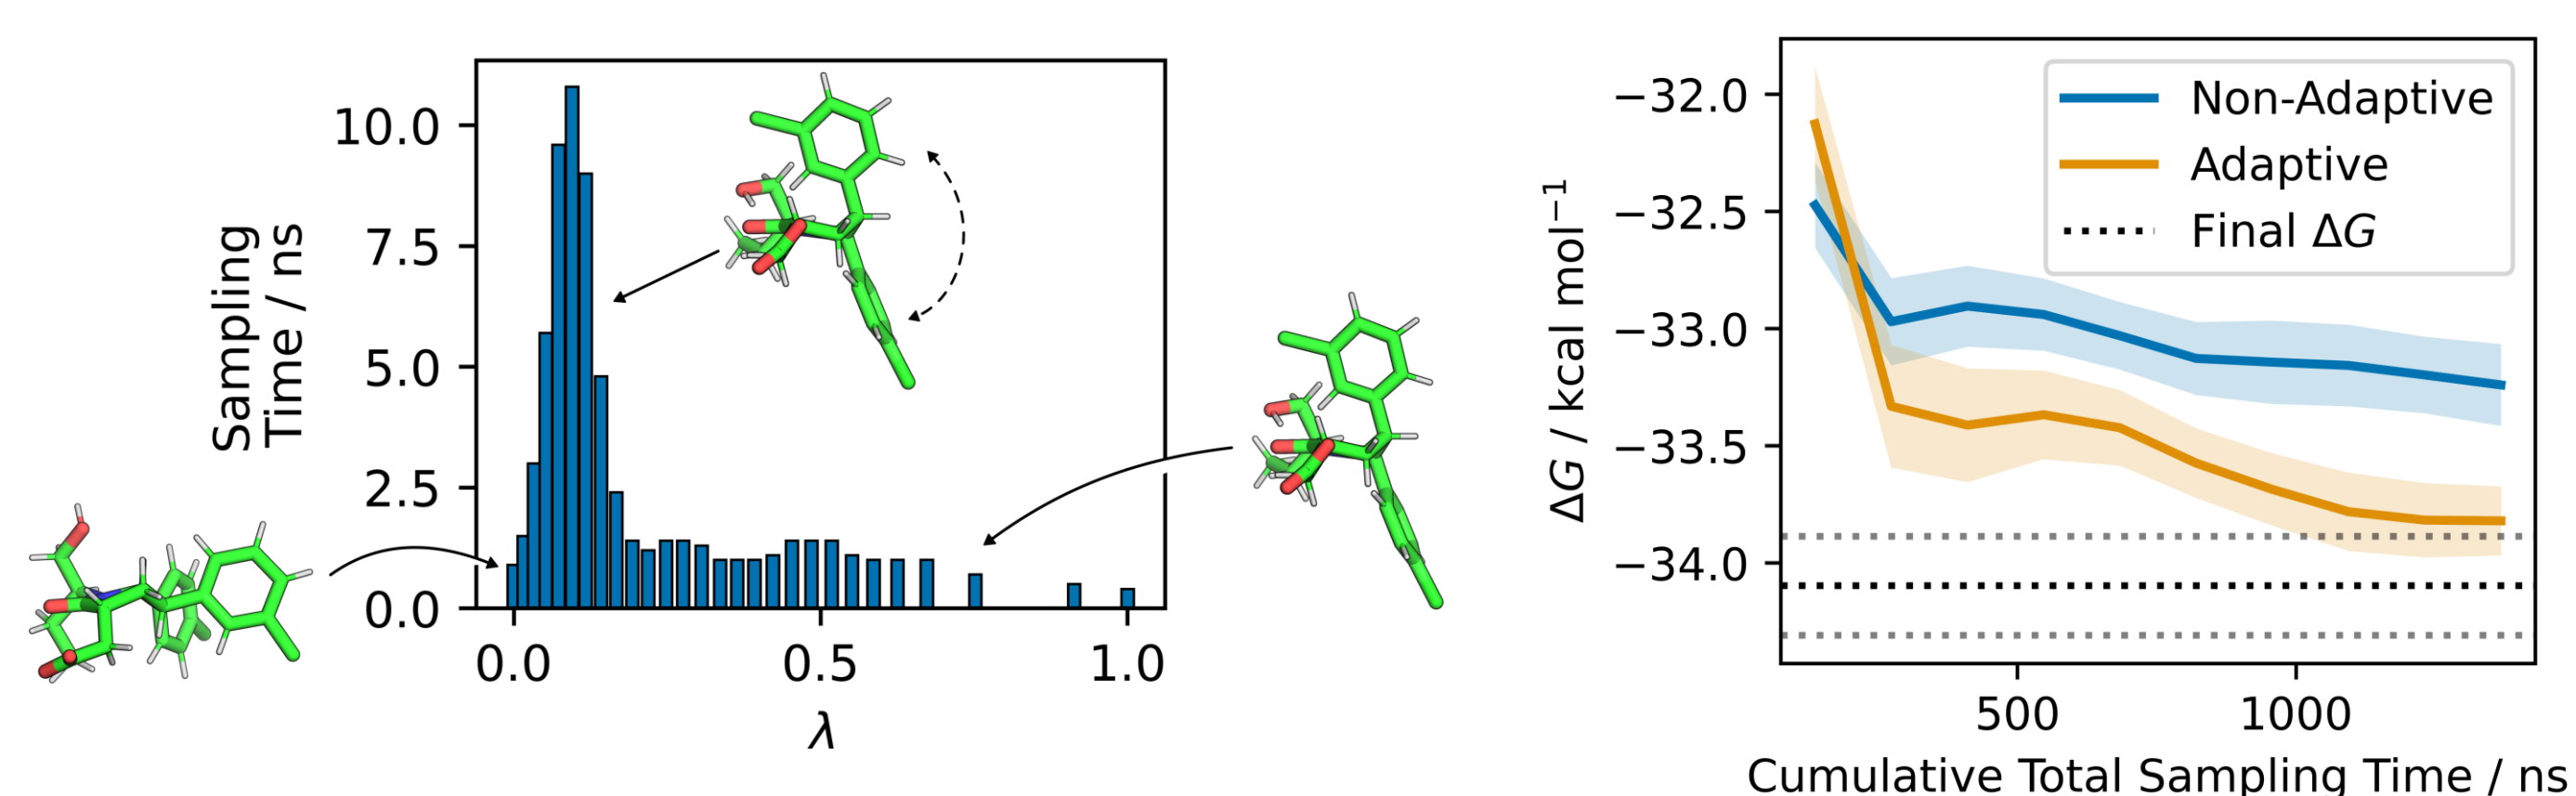 Sampling
Time / ns
10.0
7.5
5.0
2.5
0.0
0.0
0.5
1.0
λ
ΔG / kcal mol⁻¹
−32.0
−32.5
−33.0
−33.5
−34.0
Non-Adaptive
Adaptive
Final ΔG
500
1000
Cumulative Total Sampling Time / ns